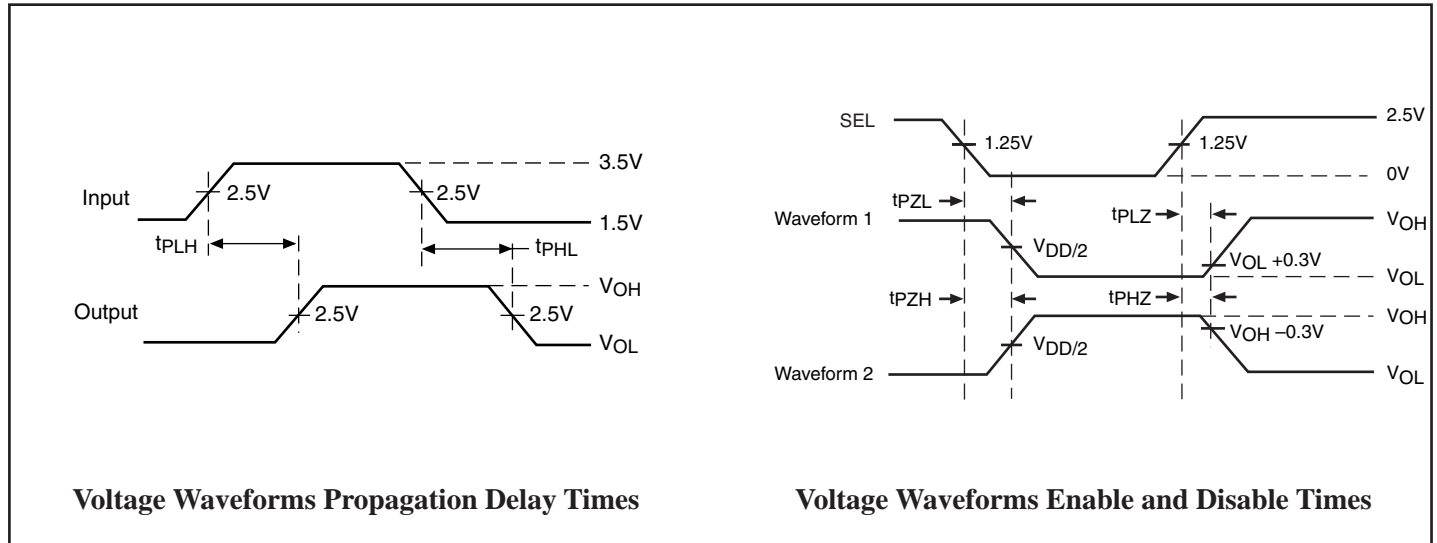 Input
2.5V
2.5V
3.5V
1.5V
tPLH
tPHL
Output
2.5V
2.5V
VOH
VOL
Voltage Waveforms Propagation Delay Times
SEL
1.25V
1.25V
2.5V
0V
tPZL
tPLZ
Waveform 1
VDD/2
VOL +0.3V
VOH
VOL
tPZH
tPHZ
Waveform 2
VDD/2
VOH –0.3V
VOH
VOL
Voltage Waveforms Enable and Disable Times